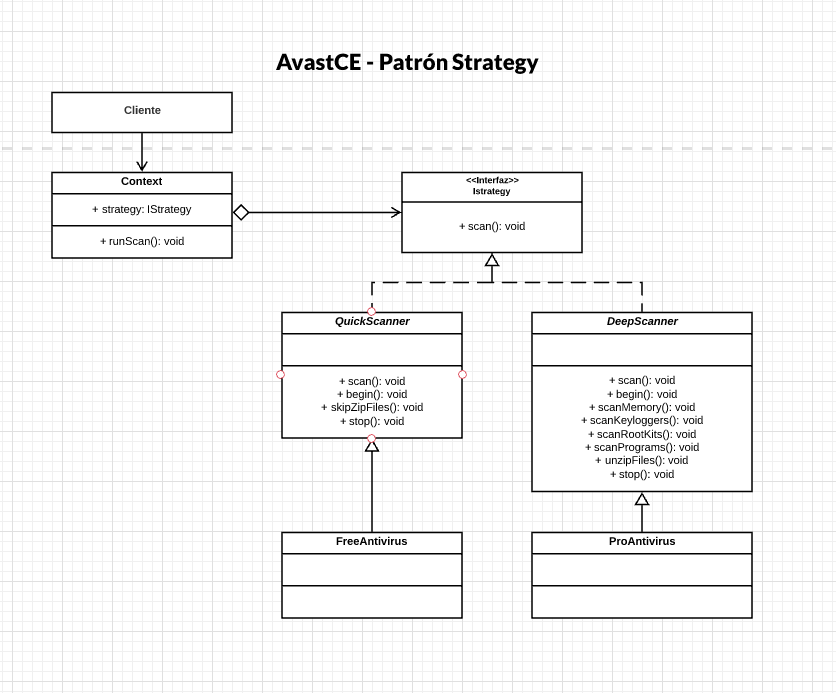 AvastCE - Patrón Strategy
Cliente
Context
+ strategy: IStrategy
+ runScan(): void
<<Interfaz>>
Istrategy
+ scan(): void
QuickScanner
+ scan(): void
+ begin(): void
+ skipZipFiles(): void
+ stop(): void
DeepScanner
+ scan(): void
+ begin(): void
+ scanMemory(): void
+ scanKeyloggers(): void
+ scanRootKits(): void
+ scanPrograms(): void
+ unzipFiles(): void
+ stop(): void
FreeAntivirus
ProAntivirus